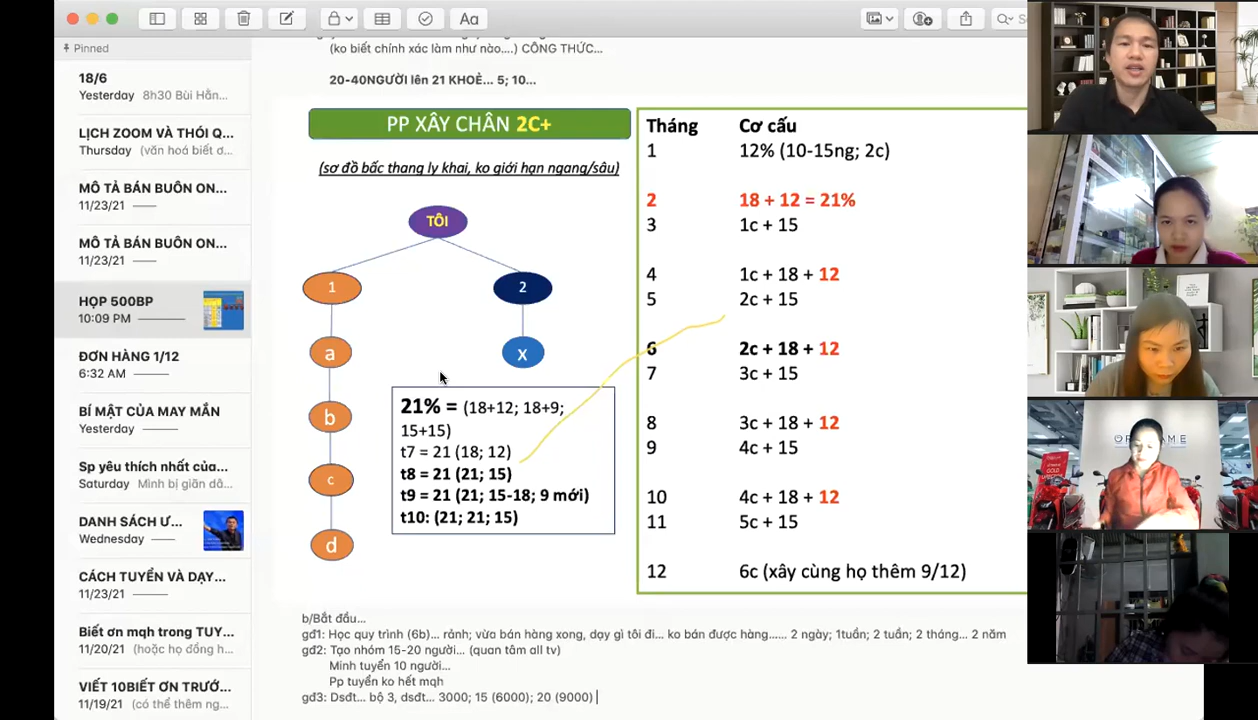 Aa
Pinned
18/6
Yesterday 8h30 Bùi Hằn...
LỊCH ZOOM VÀ THÓI Q...
Thursday (văn hoá biết ơ...
MÔ TẢ BÁN BUÔN ON...
11/23/21
MÔ TẢ BÁN BUÔN ON...
11/23/21
HỌP 500BP
10:09 PM
ĐƠN HÀNG 1/12
6:32 AM
BÍ MẬT CỦA MAY MẮN
Yesterday
Sp yêu thích nhất của...
Saturday Mình bị giãn dâ...
DANH SÁCH Ư...
Wednesday
CÁCH TUYỂN VÀ DẠY...
11/23/21
Biết ơn mqh trong TUY...
11/20/21 (hoặc họ đồng h...
VIẾT 10BIẾT ƠN TRƯỚ...
11/19/21 (có thể thêm ng...
(ko biết chính xác làm như nào....) CÔNG THỨC...
20-40NGƯỜI lên 21 KHOẺ... 5; 10...
PP XÂY CHÂN 2C+
(sơ đồ bấc thang ly khai, ko giới hạn ngang/sâu)
TÔI
1
2
a
x
b
c
d
21% = (18+12; 18+9;
15+15)
t7 = 21 (18; 12)
t8 = 21 (21; 15)
t9 = 21 (21; 15-18; 9 mới)
t10: (21; 21; 15)
Tháng Cơ cấu
1 12% (10-15ng; 2c)
2 18 + 12 = 21%
3 1c + 15
4 1c + 18 + 12
5 2c + 15
6 2c + 18 + 12
7 3c + 15
8 3c + 18 + 12
9 4c + 15
10 4c + 18 + 12
11 5c + 15
12 6c (xây cùng họ thêm 9/12)
b/Bắt đầu...
gđ1: Học quy trình (6b)... rảnh; vừa bán hàng xong, dạy gì tôi đi... ko bán được hàng...... 2 ngày; 1tuần; 2 tuần; 2 tháng... 2 năm
gđ2: Tạo nhóm 15-20 người... (quan tâm all tv)
Minh tuyển 10 người...
Pp tuyển ko hết mqh
gđ3: Dsđt... bộ 3, dsđt... 3000; 15 (6000); 20 (9000)